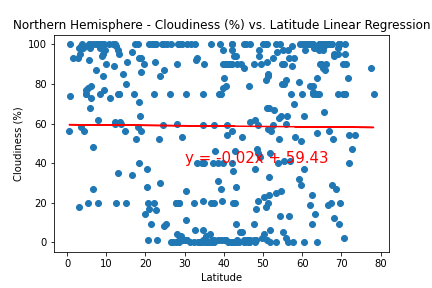 Northern Hemisphere - Cloudiness (%) vs. Latitude Linear Regression
100
80
60
40
20
0
Cloudiness (%)
y = -0.02x + 59.43
0 10 20 30 40 50 60 70 80
Latitude